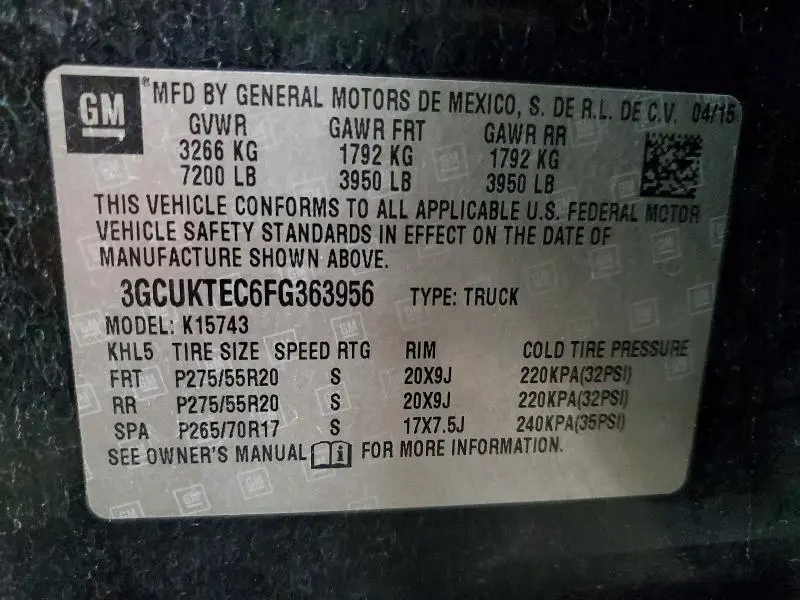 GM ® MFD BY GENERAL MOTORS DE MEXICO, S. DE R.L. DE C.V. 04/15
GVWR GAWR FRT GAWR RR
3266 KG 1792 KG 1792 KG
7200 LB 3950 LB 3950 LB
THIS VEHICLE CONFORMS TO ALL APPLICABLE U.S. FEDERAL MOTOR
VEHICLE SAFETY STANDARDS IN EFFECT ON THE DATE OF
MANUFACTURE SHOWN ABOVE.
3GCUKTEC6FG363956 TYPE: TRUCK
MODEL: K15743
KHL5 TIRE SIZE SPEED RTG RIM COLD TIRE PRESSURE
FRT P275/55R20 S 20X9J 220KPA(32PSI)
RR P275/55R20 S 20X9J 220KPA(32PSI)
SPA P265/70R17 S 17X7.5J 240KPA(35PSI)
SEE OWNER'S MANUAL i FOR MORE INFORMATION.